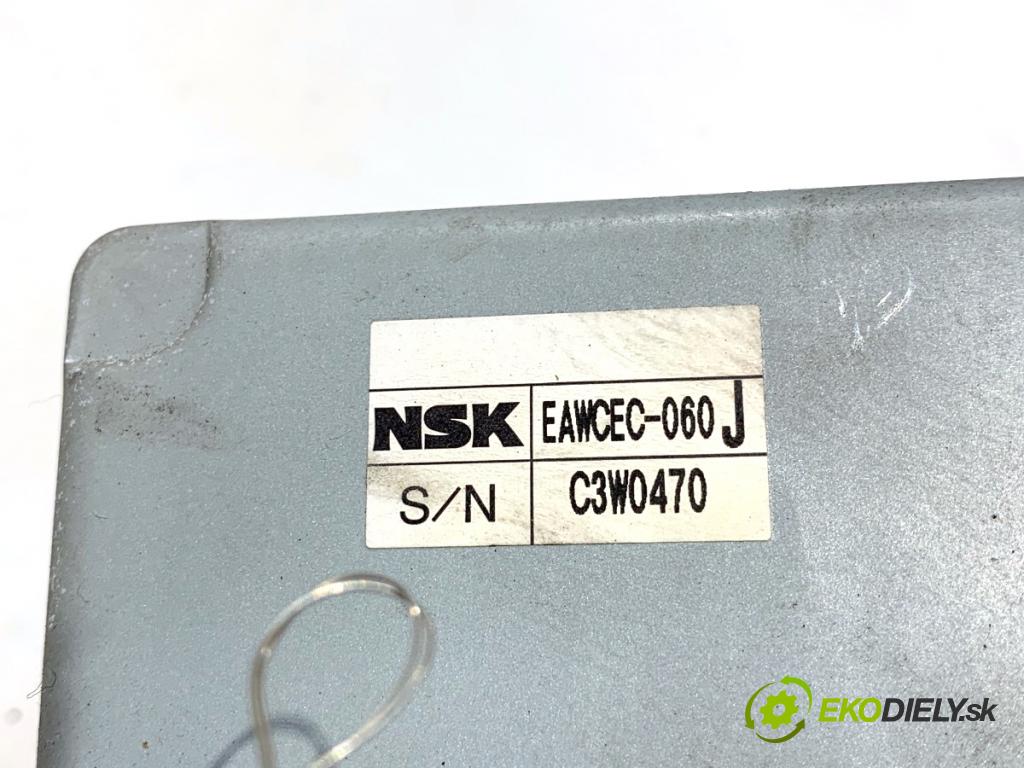 NSK EAWCEC-060 J
S/N C3W0470
EKODIELY.sk